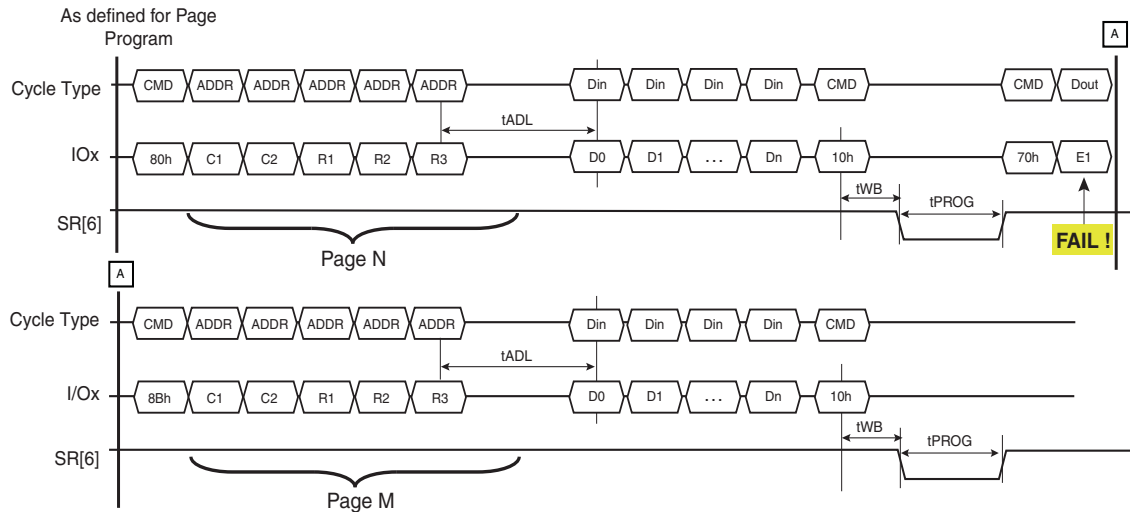 As defined for Page
Program
A
Cycle Type CMD ADDR ADDR ADDR ADDR ADDR Din Din Din Din CMD CMD Dout
tADL
IOx 80h C1 C2 R1 R2 R3 D0 D1 ... Dn 10h 70h E1
tWB
tPROG
SR[6]
Page N
FAIL !
A
Cycle Type CMD ADDR ADDR ADDR ADDR ADDR Din Din Din Din CMD
tADL
I/Ox 8Bh C1 C2 R1 R2 R3 D0 D1 ... Dn 10h
tWB
tPROG
SR[6]
Page M